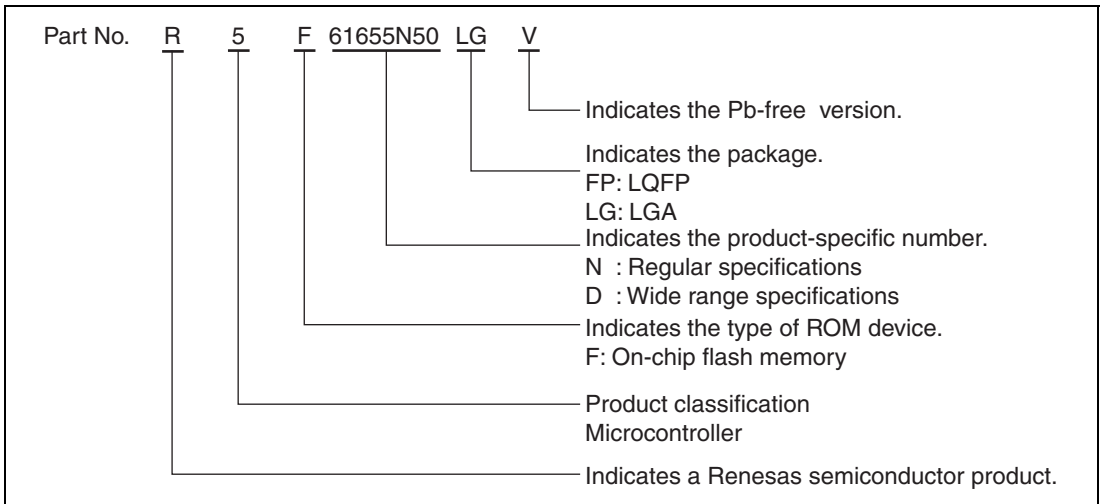 Part No. R 5 F 61655N50 LG V
Indicates the Pb-free version.
Indicates the package.
FP: LQFP
LG: LGA
Indicates the product-specific number.
N : Regular specifications
D : Wide range specifications
Indicates the type of ROM device.
F: On-chip flash memory
Product classification
Microcontroller
Indicates a Renesas semiconductor product.